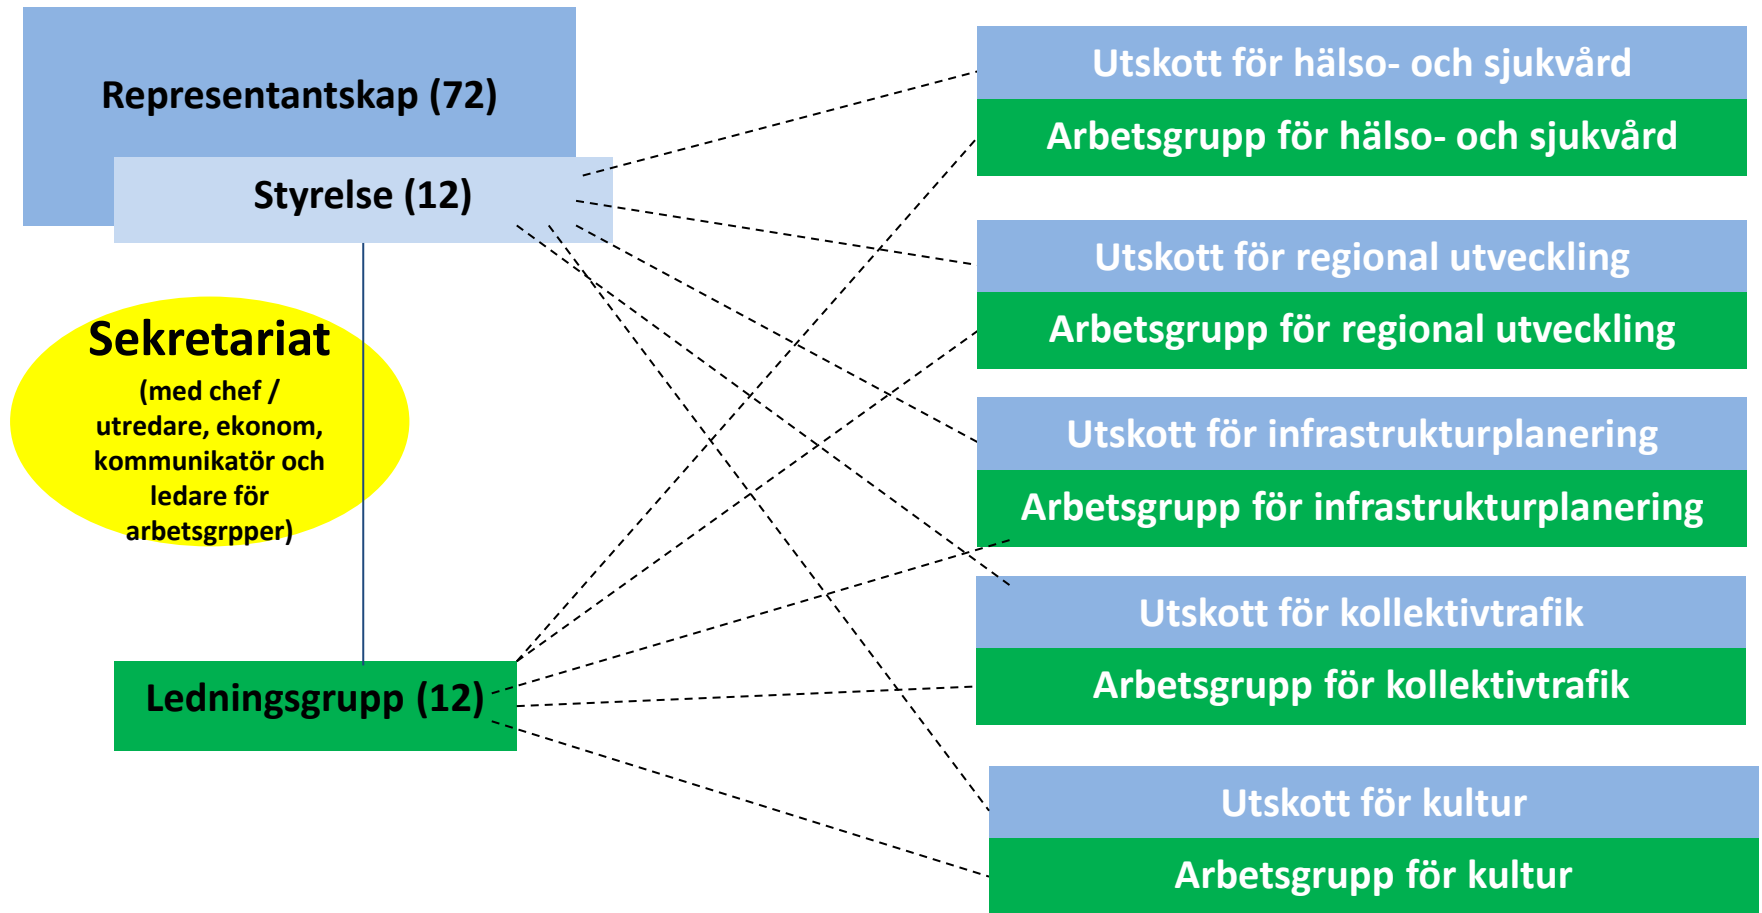 Representantskap (72)
Styrelse (12)
Sekretariat
(med chef /
utredare, ekonom,
kommunikatör och
ledare för
arbetsgrpper)
Ledningsgrupp (12)
Utskott för hälso- och sjukvård
Arbetsgrupp för hälso- och sjukvård
Utskott för regional utveckling
Arbetsgrupp för regional utveckling
Utskott för infrastrukturplanering
Arbetsgrupp för infrastrukturplanering
Utskott för kollektivtrafik
Arbetsgrupp för kollektivtrafik
Utskott för kultur
Arbetsgrupp för kultur